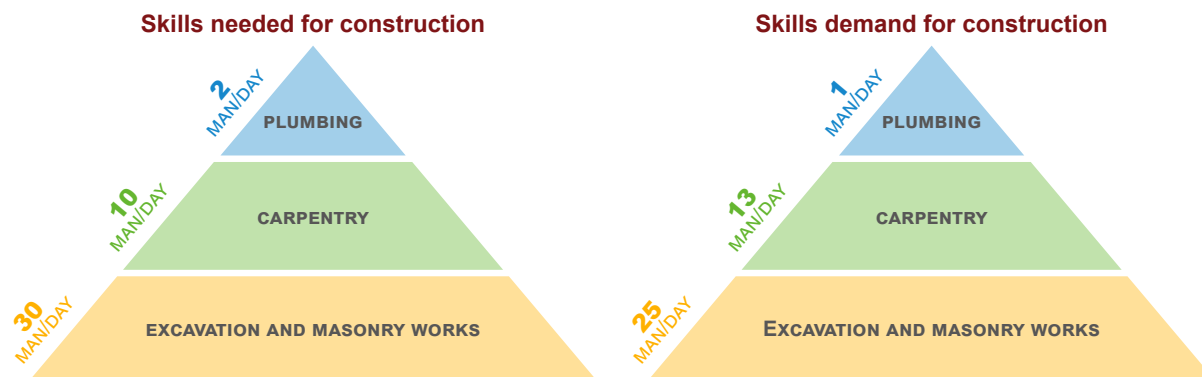 Skills needed for construction
2
MAN/DAY
PLUMBING
10
MAN/DAY
CARPENTRY
30
MAN/DAY
EXCAVATION AND MASONRY WORKS
Skills demand for construction
1
MAN/DAY
PLUMBING
13
MAN/DAY
CARPENTRY
25
MAN/DAY
EXCAVATION AND MASONRY WORKS